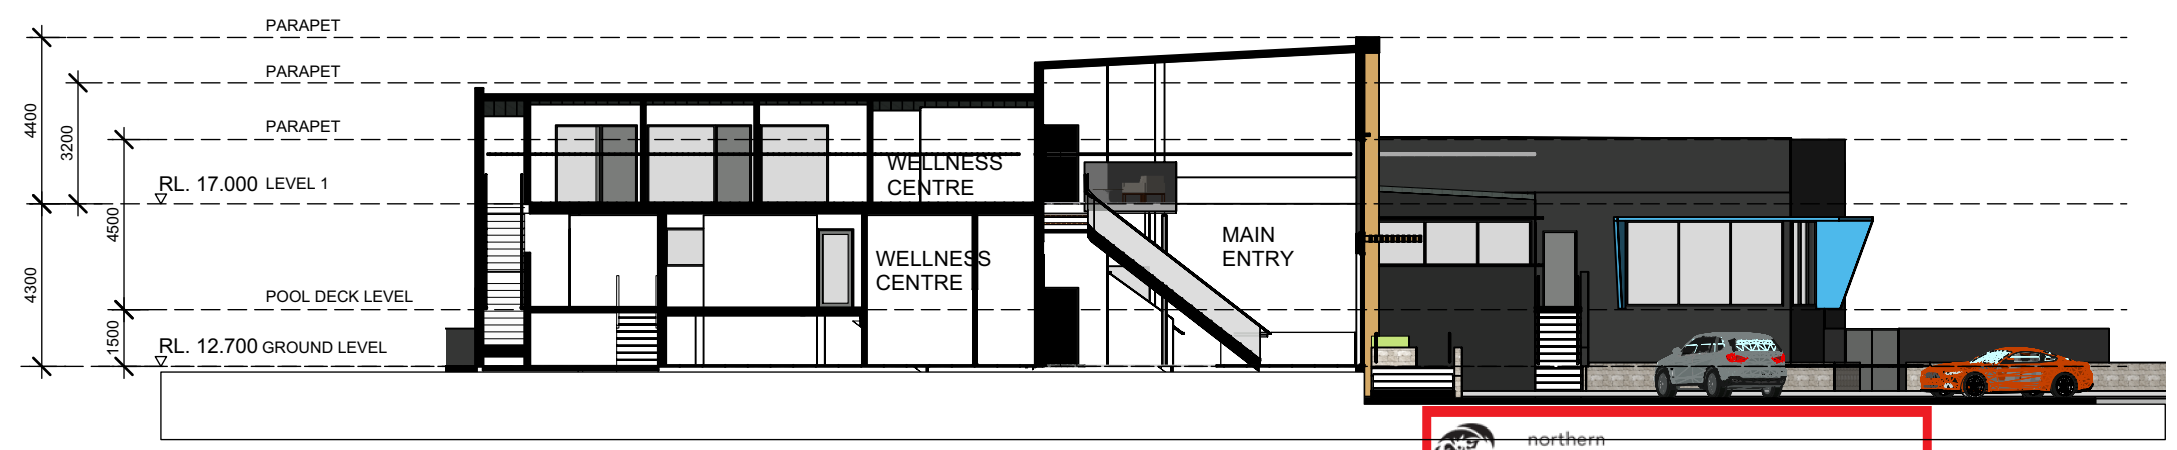 PARAPET
PARAPET
PARAPET
4400
3200
RL. 17.000 LEVEL 1
4500
4300
1500
POOL DECK LEVEL
RL. 12.700 GROUND LEVEL
WELLNESS
CENTRE
WELLNESS
CENTRE
MAIN
ENTRY
northern